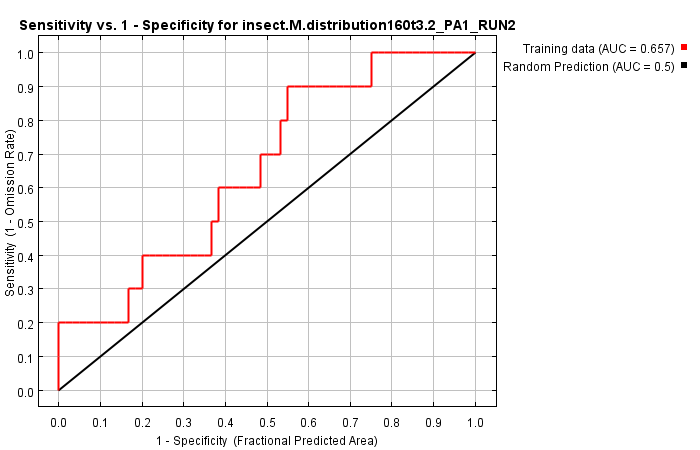 Sensitivity vs. 1 - Specificity for insect.M.distribution160t3.2_PA1_RUN2
Training data (AUC = 0.657)
Random Prediction (AUC = 0.5)
Sensitivity (1 - Omission Rate)
1.0
0.9
0.8
0.7
0.6
0.5
0.4
0.3
0.2
0.1
0.0
0.0 0.1 0.2 0.3 0.4 0.5 0.6 0.7 0.8 0.9 1.0
1 - Specificity (Fractional Predicted Area)